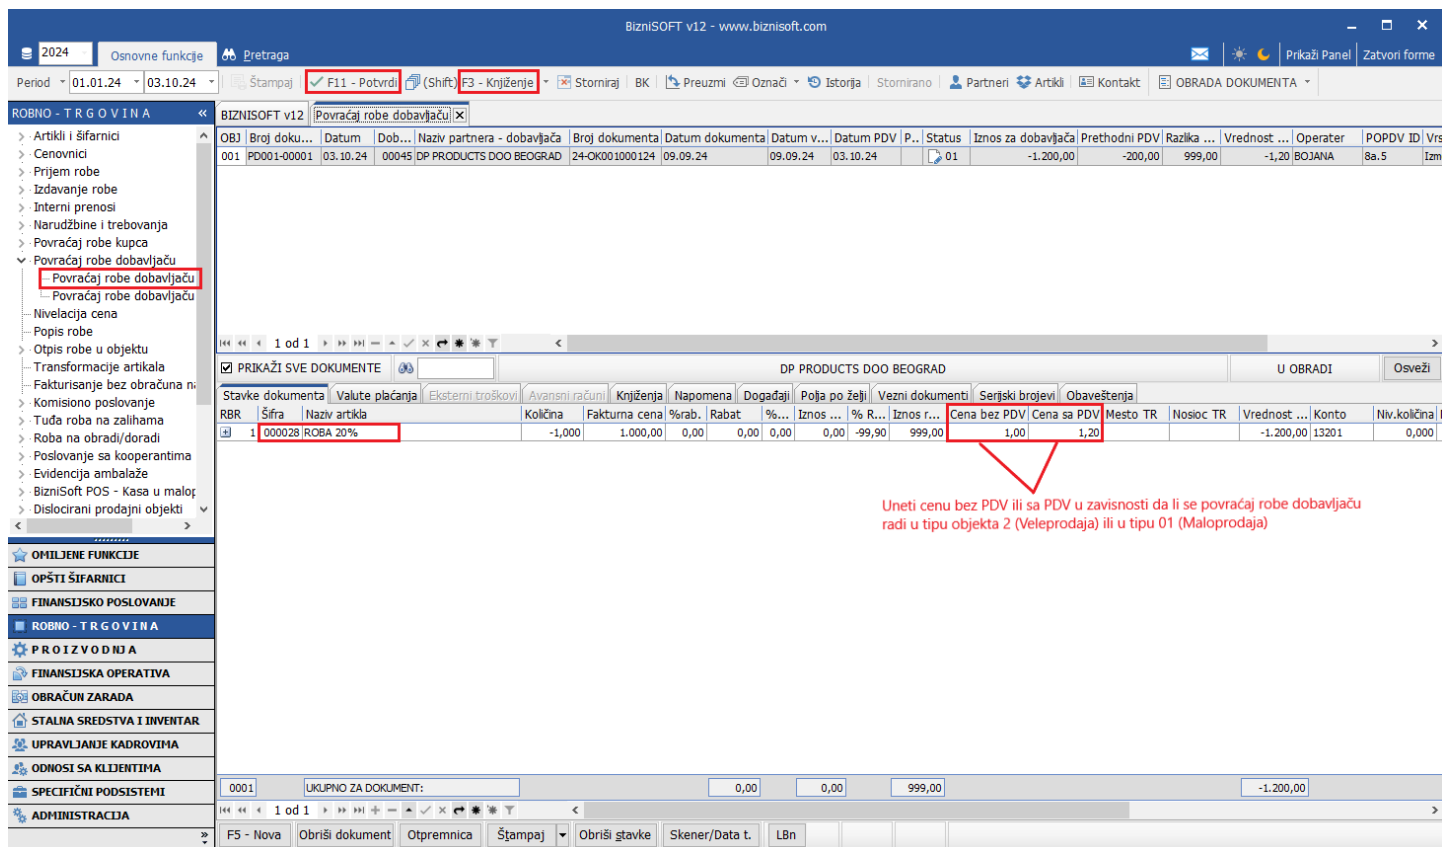 BizniSOFT v12 - www.biznisoft.com
2024 Osnovne funkcije Pretraga Prikaži Panel Zatvori forme
Period 01.01.24 03.10.24 Štampaj F11 - Potvrdi (Shift) F3 - Knjiženje Storniraj BK Preuzmi Označi Istorija Stornirano Partneri Artikli Kontakt OBRADA DOKUMENTA
ROBNO - T R G O V I N A «
Artikli i šifarnici
Cenovnici
Prijem robe
Izdavanje robe
Interni prenosi
Narudžbine i trebovanja
Povraćaj robe kupca
Povraćaj robe dobavljaču
Povraćaj robe dobavljaču
Povraćaj robe dobavljaču
Nivelacija cena
Popis robe
Otpis robe u objektu
Transformacije artikala
Fakturisanje bez obračuna na
Komisiono poslovanje
Tuđa roba na zalihama
Roba na obradi/doradi
Poslovanje sa kooperantima
Evidencija ambalaže
BizniSoft POS - Kasa u malop
Dislocirani prodajni objekti
OMILJENE FUNKCIJE
OPŠTI ŠIFARNICI
FINANSIJSKO POSLOVANJE
ROBNO - T R G O V I N A
P R O I Z V O D NJ A
FINANSIJSKA OPERATIVA
OBRAČUN ZARADA
STALNA SREDSTVA I INVENTAR
UPRAVLJANJE KADROVIMA
ODNOSI SA KLIJENTIMA
SPECIFIČNI PODSISTEMI
ADMINISTRACIJA
»
BIZNISOFT v12 Povraćaj robe dobavljaču
OBJ Broj doku... Datum Dob... Naziv partnera - dobavljača Broj dokumenta Datum dokumenta Datum v... Datum PDV P.. Status Iznos za dobavljača Prethodni PDV Razlika ... Vrednost ... Operater POPDV ID Vrs
001 PD001-00001 03.10.24 00045 DP PRODUCTS DOO BEOGRAD 24-OK001000124 09.09.24 09.09.24 03.10.24 01 -1.200,00 -200,00 999,00 -1,20 BOJANA 8a.5 Izm
1 od 1
PRIKAŽI SVE DOKUMENTE DP PRODUCTS DOO BEOGRAD U OBRADI Osveži
Stavke dokumenta Valute plaćanja Eksterni troškovi Avansni računi Knjiženja Napomena Događaji Polja po želji Vezni dokumenti Serijski brojevi Obaveštenja
RBR Šifra Naziv artikla Količina Fakturna cena %rab. Rabat %... Iznos ... % R... Iznos r... Cena bez PDV Cena sa PDV Mesto TR Nosioc TR Vrednost ... Konto Niv.količina
1 000028 ROBA 20% -1,000 1.000,00 0,00 0,00 0,00 0,00 -99,90 999,00 1,00 1,20 -1.200,00 13201 0,000
Uneti cenu bez PDV ili sa PDV u zavisnosti da li se povraćaj robe dobavljaču
radi u tipu objekta 2 (Veleprodaja) ili u tipu 01 (Maloprodaja)
0001 UKUPNO ZA DOKUMENT: 0,00 0,00 999,00 -1.200,00
1 od 1
F5 - Nova Obriši dokument Otpremnica Štampaj Obriši stavke Skener/Data t. LBn